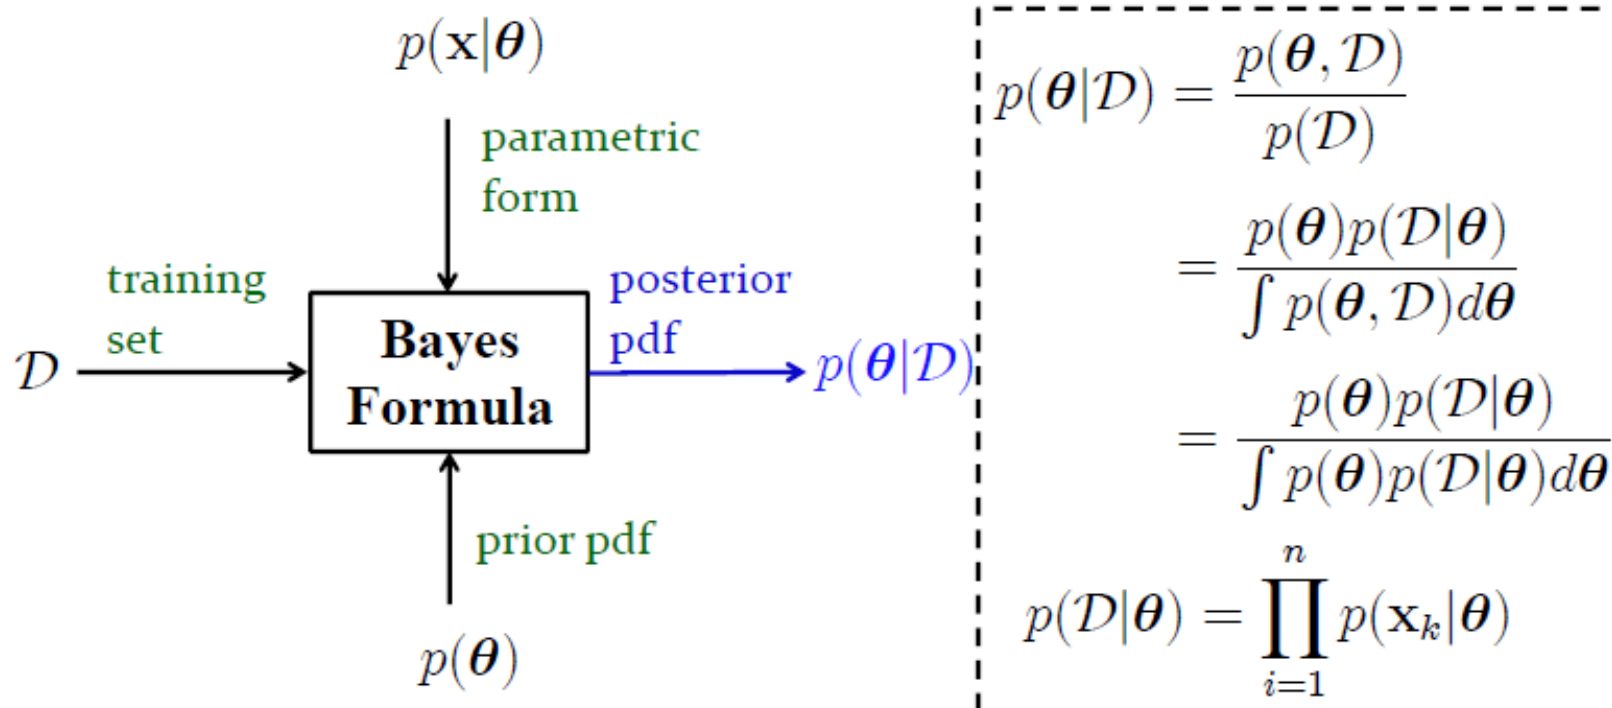 p(x|θ)
parametric
form
training
set
𝒟
Bayes
Formula
posterior
pdf
p(θ|𝒟)
prior pdf
p(θ)
p(θ|𝒟) = p(θ, 𝒟) / p(𝒟)
= p(θ)p(𝒟|θ) / ∫ p(θ, 𝒟)dθ
= p(θ)p(𝒟|θ) / ∫ p(θ)p(𝒟|θ)dθ
p(𝒟|θ) = ∏_{i=1}^{n} p(x_k|θ)